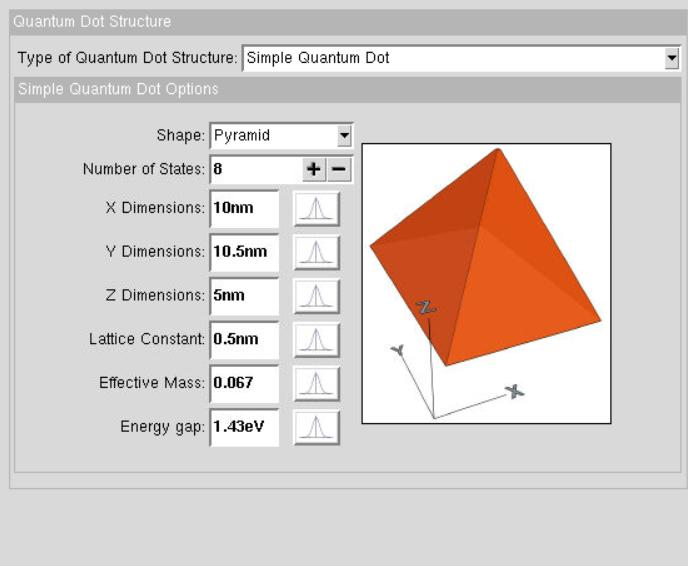 Quantum Dot Structure
Type of Quantum Dot Structure: Simple Quantum Dot
Simple Quantum Dot Options
Shape: Pyramid
Number of States: 8 + −
X Dimensions: 10nm
Y Dimensions: 10.5nm
Z Dimensions: 5nm
Lattice Constant: 0.5nm
Effective Mass: 0.067
Energy gap: 1.43eV
Z
Y
X